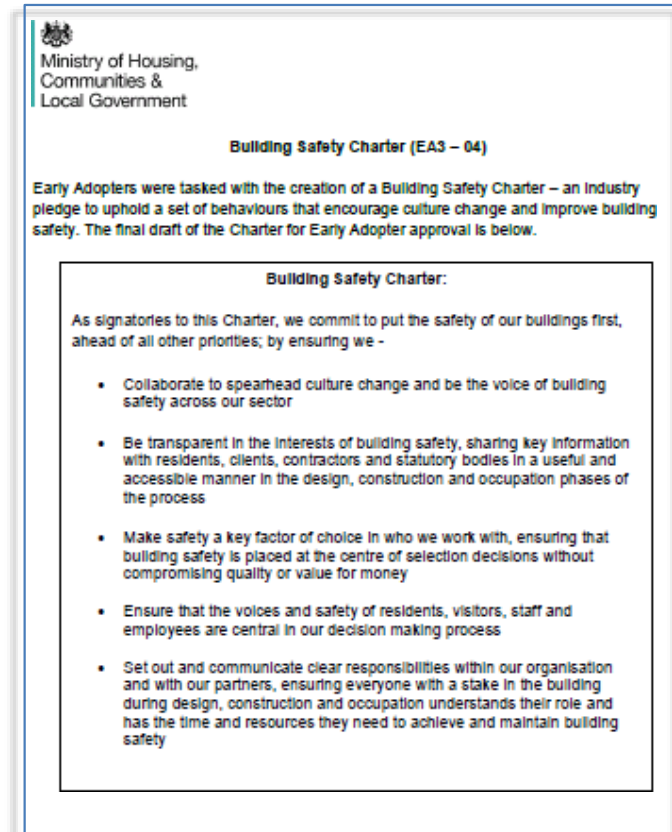 Ministry of Housing,
Communities &
Local Government
Building Safety Charter (EA3 – 04)
Early Adopters were tasked with the creation of a Building Safety Charter – an industry
pledge to uphold a set of behaviours that encourage culture change and improve building
safety. The final draft of the Charter for Early Adopter approval is below.
Building Safety Charter:
As signatories to this Charter, we commit to put the safety of our buildings first,
ahead of all other priorities; by ensuring we -
• Collaborate to spearhead culture change and be the voice of building
safety across our sector
• Be transparent in the interests of building safety, sharing key information
with residents, clients, contractors and statutory bodies in a useful and
accessible manner in the design, construction and occupation phases of
the process
• Make safety a key factor of choice in who we work with, ensuring that
building safety is placed at the centre of selection decisions without
compromising quality or value for money
• Ensure that the voices and safety of residents, visitors, staff and
employees are central in our decision making process
• Set out and communicate clear responsibilities within our organisation
and with our partners, ensuring everyone with a stake in the building
during design, construction and occupation understands their role and
has the time and resources they need to achieve and maintain building
safety